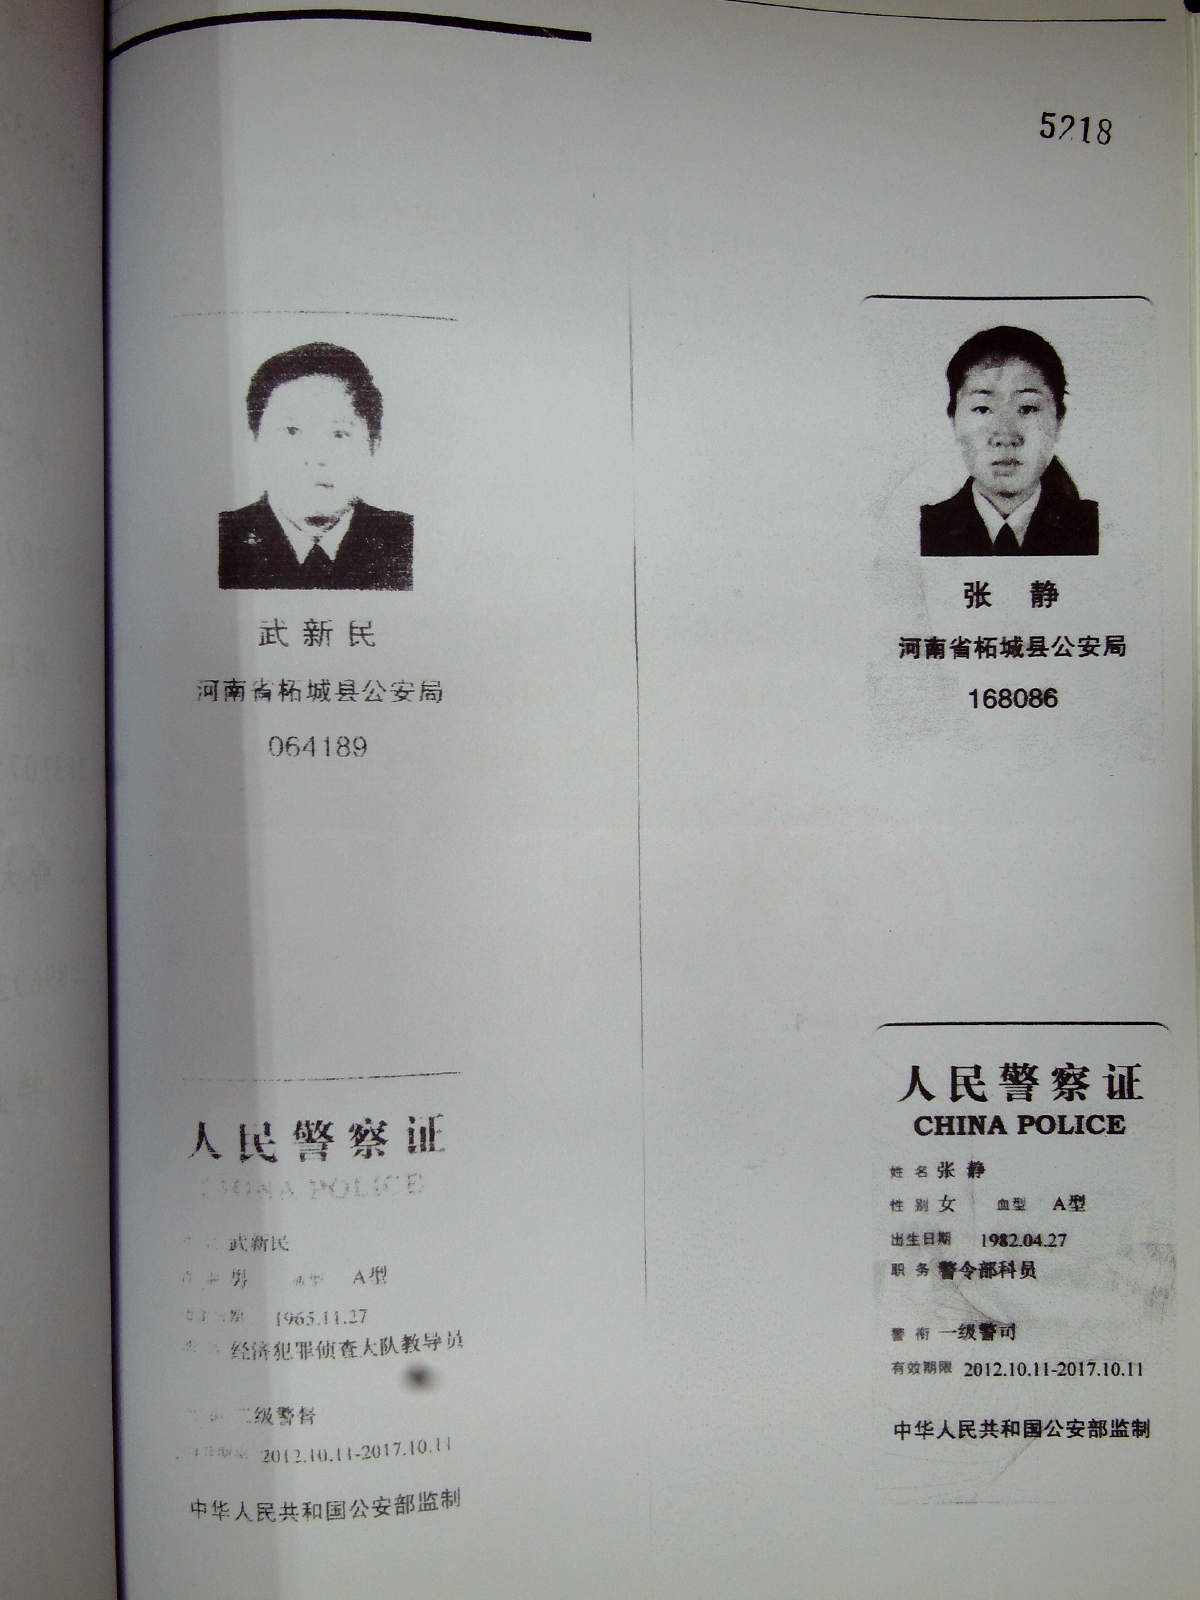 5218
武新民
河南省柘城县公安局
064189
张 静
河南省柘城县公安局
168086
人民警察证
CHINA POLICE
武新民
男 A型
1965.11.27
经济犯罪侦查大队教导员
二级警督
2012.10.11-2017.10.11
中华人民共和国公安部监制
人民警察证
CHINA POLICE
姓名 张 静
性别 女 血型 A型
出生日期 1982.04.27
职务 警令部科员
警衔 一级警司
有效期限 2012.10.11-2017.10.11
中华人民共和国公安部监制